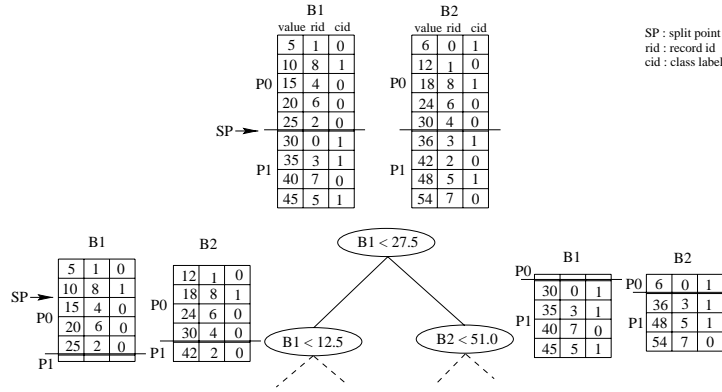 B1 B2
value rid cid value rid cid
SP : split point
rid : record id
cid : class label
5 1 0 6 0 1
10 8 1 12 1 0
P0 15 4 0 18 8 1
20 6 0 24 6 0
25 2 0 30 4 0
SP
30 0 1 36 3 1
35 3 1 42 2 0
P1
40 7 0 48 5 1
45 5 1 54 7 0
B1
5 1 0
10 8 1
SP
15 4 0
P0
20 6 0
25 2 0
P1
B2
12 1 0
18 8 1
P0
24 6 0
30 4 0
P1 42 2 0
B1 < 27.5
B1 < 12.5
B2 < 51.0
B1
P0
30 0 1
35 3 1
P1
40 7 0
45 5 1
B2
P0 6 0 1
36 3 1
P1 48 5 1
54 7 0